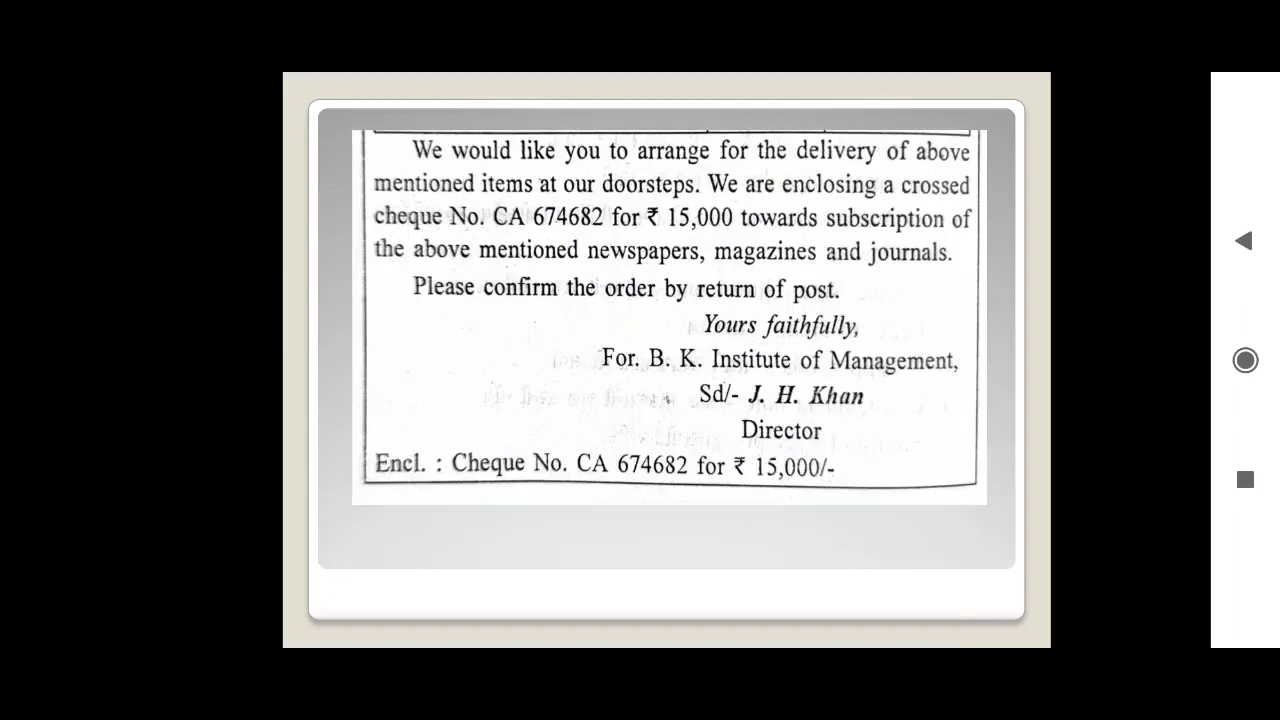 We would like you to arrange for the delivery of above
mentioned items at our doorsteps. We are enclosing a crossed
cheque No. CA 674682 for ₹ 15,000 towards subscription of
the above mentioned newspapers, magazines and journals.
Please confirm the order by return of post.
Yours faithfully,
For. B. K. Institute of Management,
Sd/- J. H. Khan
Director
Encl. : Cheque No. CA 674682 for ₹ 15,000/-